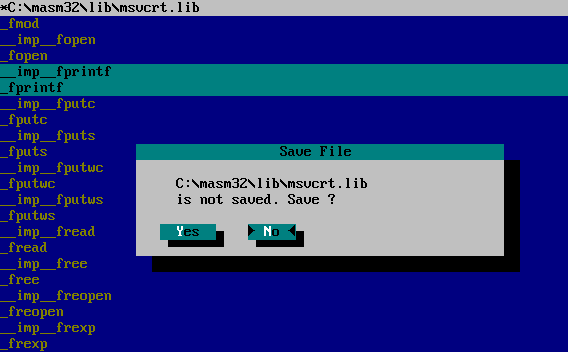 *C:\masm32\lib\msvcrt.lib
_fmod
__imp__fopen
_fopen
__imp__fprintf
_fprintf
__imp__fputc
_fputc
__imp__fputs
_fputs
__imp__fputwc
_fputwc
__imp__fputws
_fputws
__imp__fread
_fread
__imp__free
_free
__imp__freopen
_freopen
__imp__frexp
_frexp
Save File
C:\masm32\lib\msvcrt.lib
is not saved. Save ?
Yes No